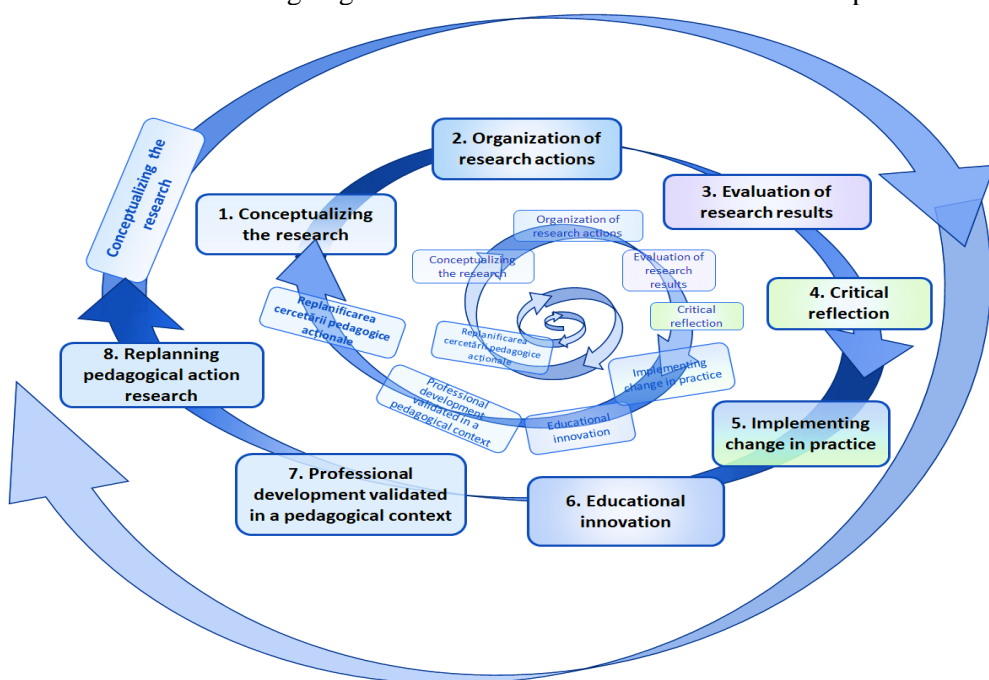 Conceptualizing the
research
2. Organization of
research actions
1. Conceptualizing
the research
3. Evaluation of
research results
4. Critical
reflection
5. Implementing
change in practice
6. Educational
innovation
7. Professional
development validated
in a pedagogical context
8. Replanning
pedagogical action
research
Organization of
research actions
Conceptualizing
the research
Evaluation of
research
results
Critical
reflection
Implementing
change in practice
Educational
innovation
Professional
development
validated in a
pedagogical context
Replanificarea
cercetării pedagogice
acționale
Replanificarea
cercetării pedagogice
acționale